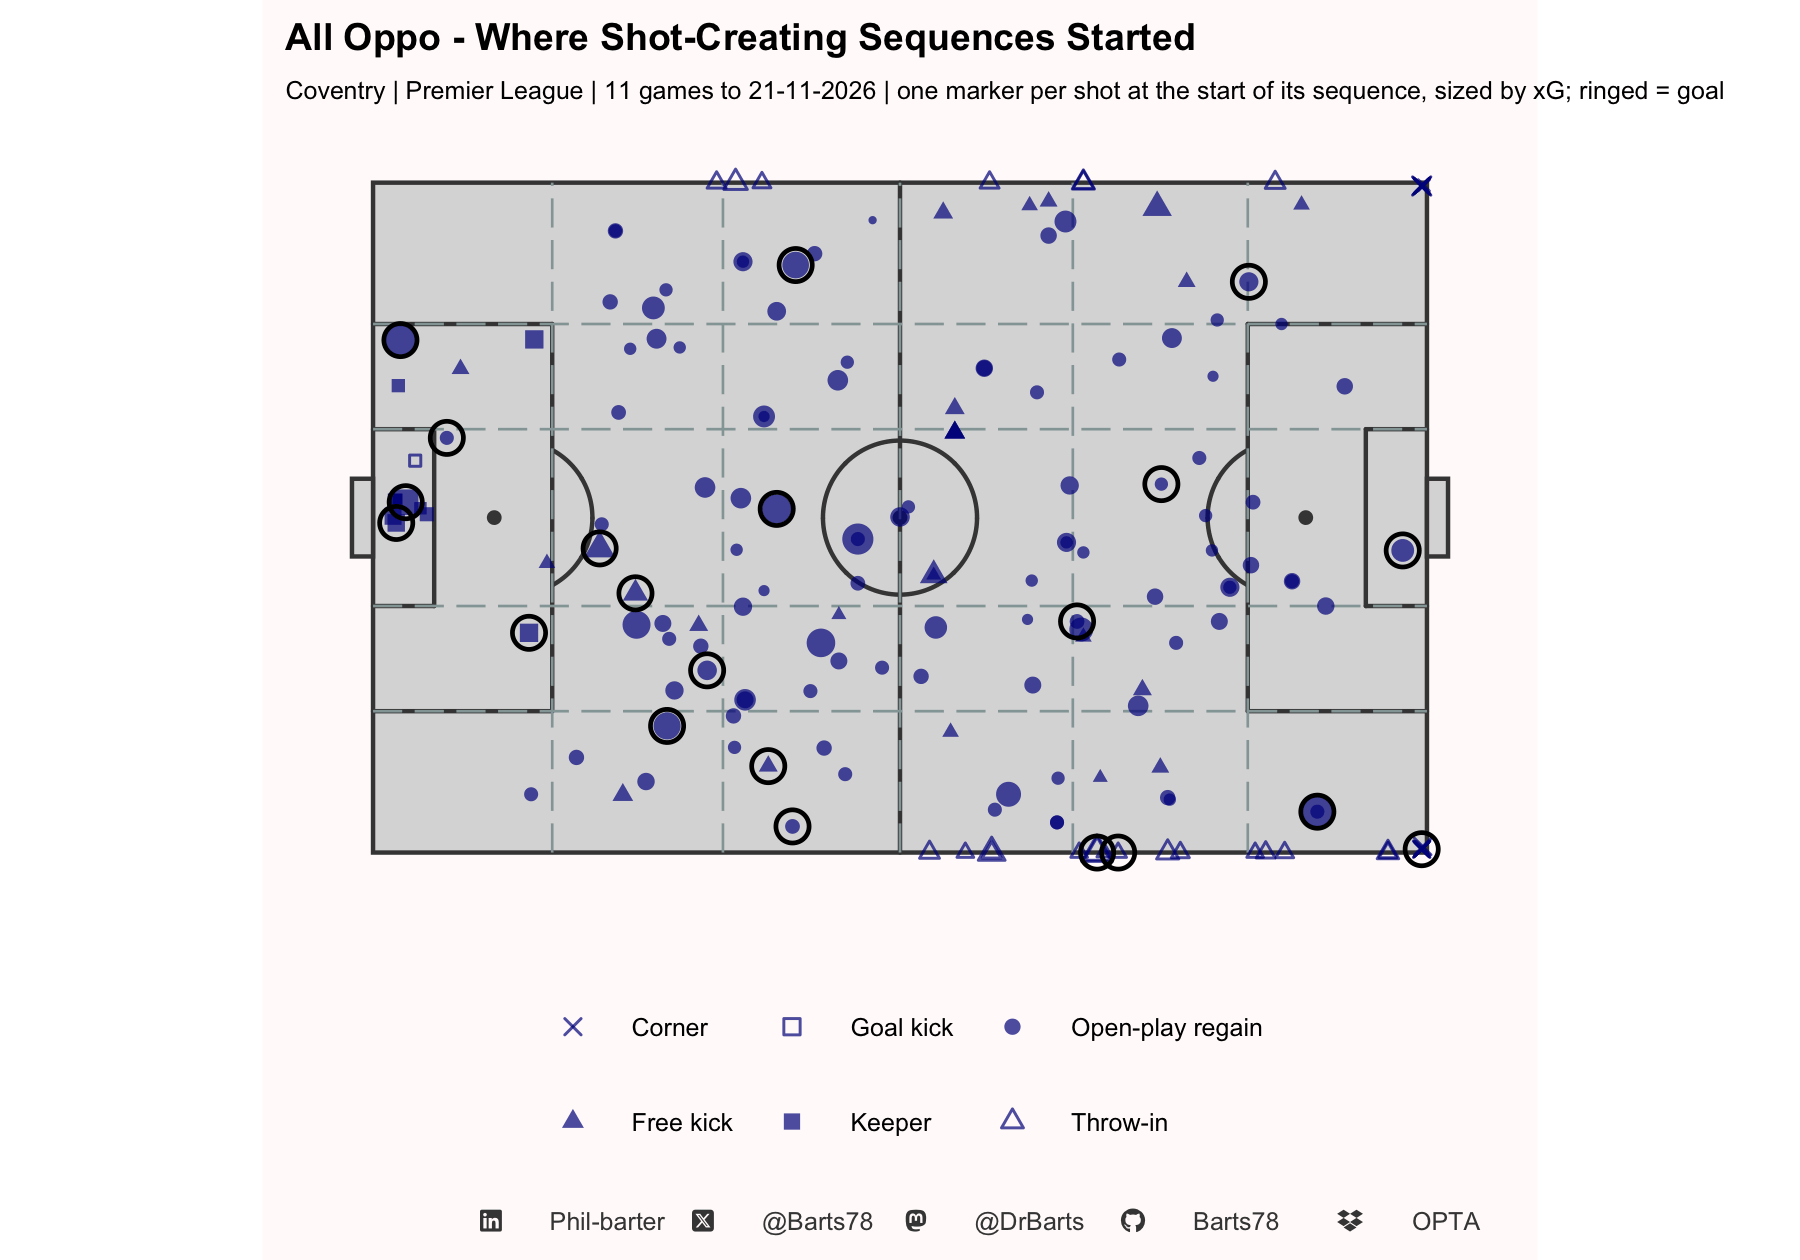 All Oppo - Where Shot-Creating Sequences Started
Coventry | Premier League | 11 games to 21-11-2026 | one marker per shot at the start of its sequence, sized by xG; ringed = goal
Corner Goal kick Open-play regain
Free kick Keeper Throw-in
Phil-barter @Barts78 @DrBarts Barts78 OPTA